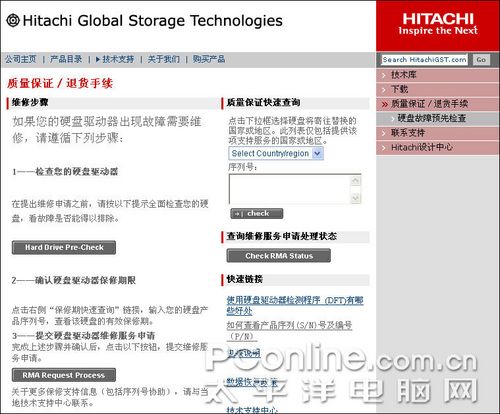 Hitachi Global Storage Technologies
HITACHI
Inspire the Next
公司主页 | 产品目录 | 技术支持 | 关于我们 | 购买产品
Search HitachiGST.com
Go
质量保证 / 退货手续
维修步骤
如果您的硬盘驱动器出现故障需要维
修，请遵循下列步骤：
1——检查您的硬盘驱动器
在提出维修申请之前，请按以下提示全面检查您的硬
盘，看故障是否能得以排除。
Hard Drive Pre-Check
2——确认硬盘驱动器保修期限
点击右侧“保修期快速查询”链接，输入您的硬盘产
品序列号，查看该硬盘的有效保修期。
3——提交硬盘驱动器维修服务申请
完成上述步骤并确认后，点击以下按钮，提交维修服
务申请。
RMA Request Process
关于更多保修支持信息（包括序列号协助），请与当
地技术支持中心联系。
质量保证快速查询
点击下拉框选择硬盘将寄往替换的
国家或地区。此列表仅包括提供该
项支持服务的国家或地区。
Select Country/region
序列号：
check
查询维修服务申请处理状态
Check RMA Status
快速链接
使用硬盘驱动器检测程序 (DFT)有哪
些好处
如何查看产品序列(S/N)号及编号
(P/N)
数据恢复政策
技术支持中心
技术库
下载
质量保证 / 退货手续
硬盘故障预先检查
联系支持
Hitachi设计中心
PConline.com.cn
太平洋电脑网